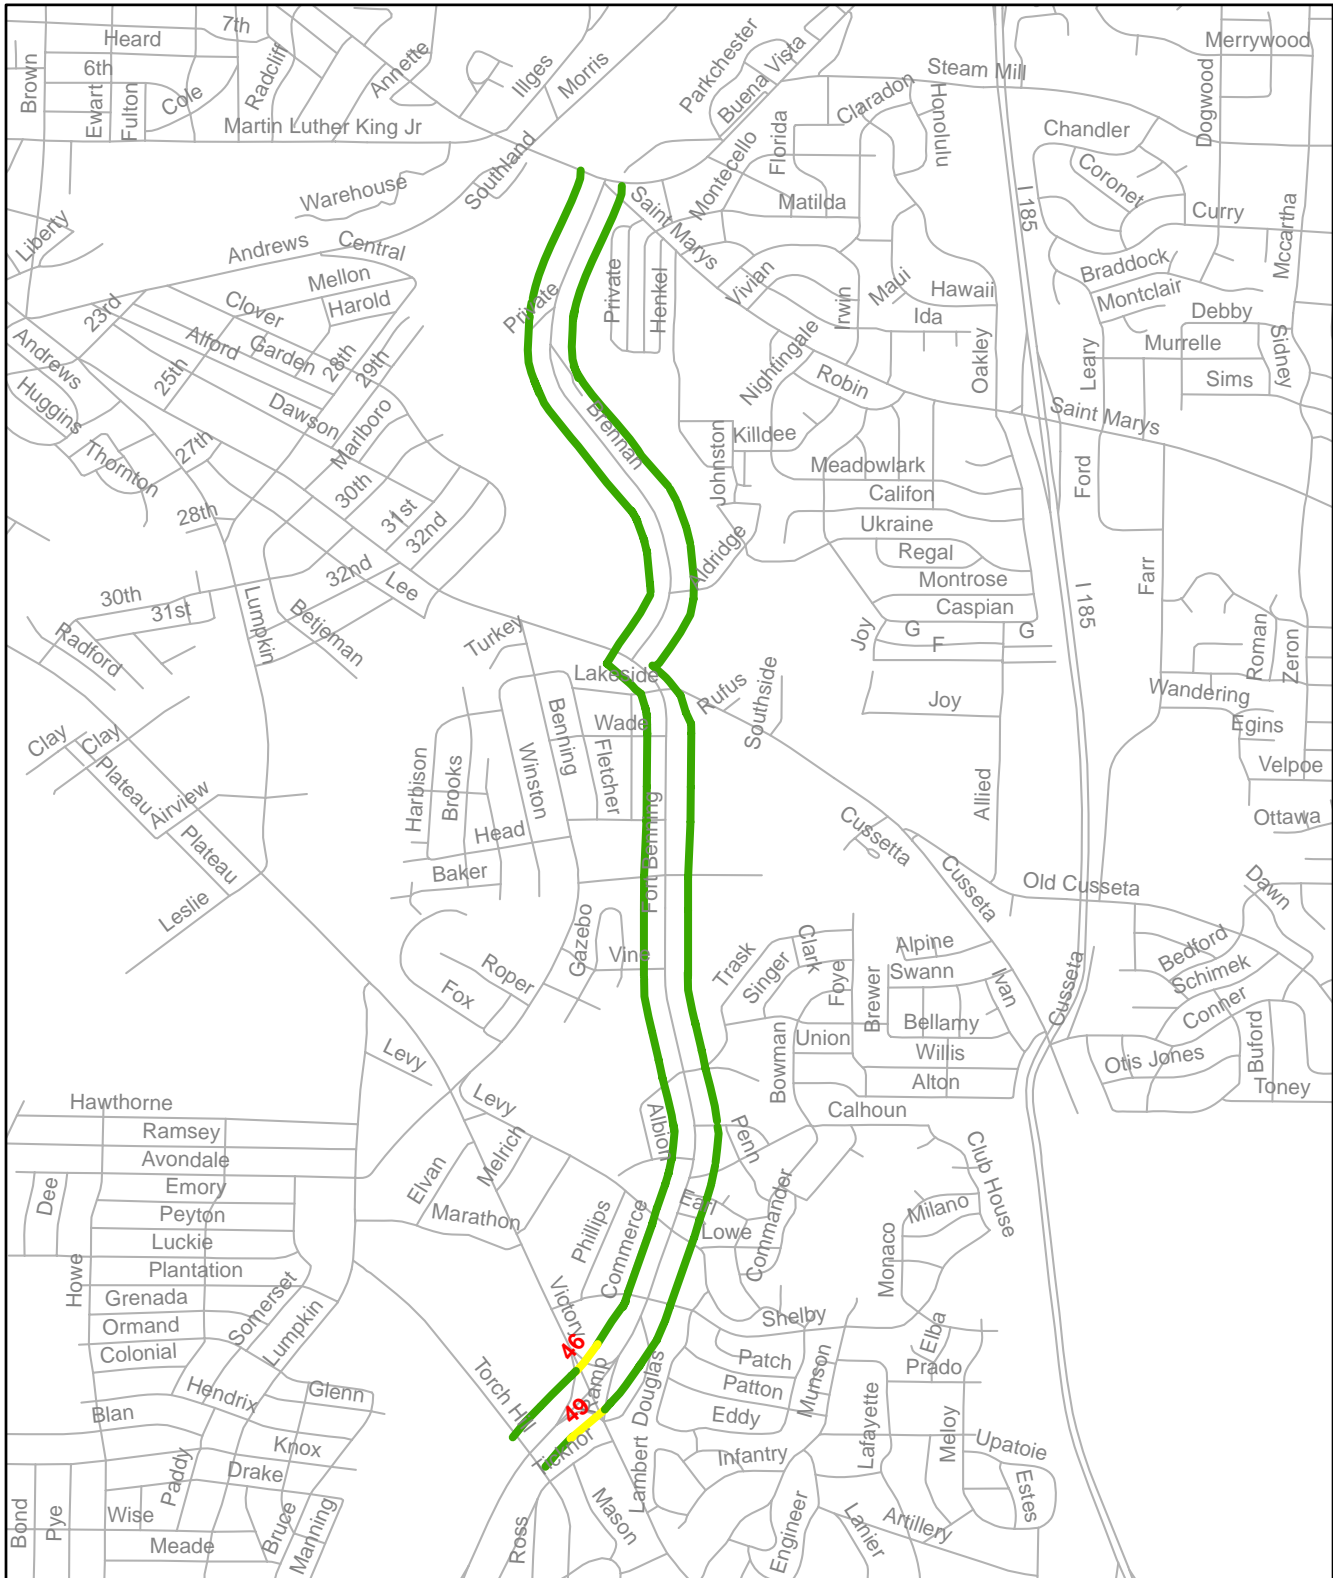 7th
Heard
Radcliff
Annette
Illges
Morris
Parkchester
Buena Vista
Steam Mill
Merrywood
Brown
6th
Ewart
Fulton
Cole
Martin Luther King Jr
Southland
Montecello
Florida
Claradon
Honolulu
Chandler
Dogwood
Coronet
Warehouse
Matilda
I 185
Curry
Mccartha
Liberty
Andrews
Central
Saint Marys
Mellon
Harold
Clover
23rd
Private
Private
Henkel
Vivian
Irwin
Maui
Hawaii
Ida
Braddock
Montclair
Debby
Sidney
Andrews
Alford
Garden
28th
29th
25th
Nightingale
Oakley
Leary
Murrelle
Sims
Huggins
Dawson
Marlboro
Brennan
Robin
Saint Marys
Thornton
27th
Johnston
Killdee
Meadowlark
Califon
Ford
30th
31st
32nd
28th
Ukraine
Regal
Aldridge
Montrose
Farr
32nd
Lee
Caspian
I 185
30th
31st
Lumpkin
Betjeman
Radford
Turkey
Joy
G
F
G
Roman
Zeron
Lakeside
Rufus
Southside
Joy
Wandering
Egins
Clay
Clay
Wade
Benning
Fletcher
Winston
Harbison
Brooks
Plateau
Airview
Velpoe
Allied
Ottawa
Fort Benning
Head
Cussetta
Plateau
Baker
Cusseta
Old Cusseta
Dawn
Leslie
Gazebo
Vine
Trask
Singer
Clark
Foye
Alpine
Swann
Brewer
Ivan
Cusseta
Bedford
Schimek
Conner
Roper
Fox
Bellamy
Union
Willis
Alton
Bowman
Otis Jones
Buford
Toney
Levy
Levy
Hawthorne
Ramsey
Avondale
Albion
Penn
Calhoun
Club House
Dee
Emory
Peyton
Luckie
Elvan
Melrich
Marathon
Phillips
Commerce
Lowe
Commander
Milano
Monaco
Howe
Plantation
Grenada
Ormand
Colonial
Somerset
Lumpkin
Victory
Shelby
46
Ramp
Elba
Prado
Patch
Patton
Eddy
Munson
Torch Hill
Hendrix
Glenn
49
Lambert
Douglas
Lafayette
Meloy
Upatoie
Blan
Knox
Drake
Paddy
Ticknor
Infantry
Estes
Bond
Pye
Wise
Meade
Bruce
Manning
Ross
Mason
Engineer
Lanier
Artillery